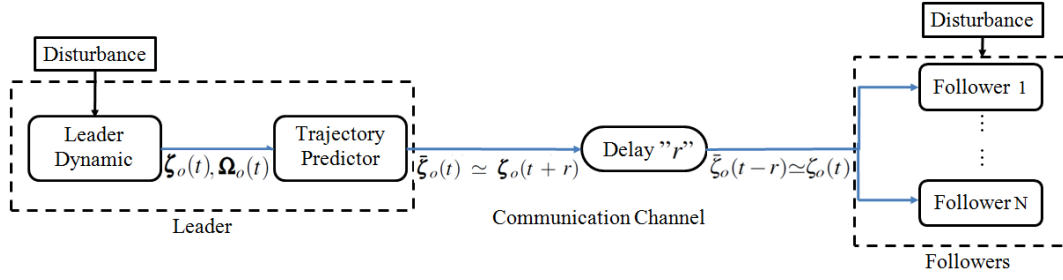 Disturbance
Leader
Dynamic
𝛇ₒ(t), 𝛀ₒ(t)
Trajectory
Predictor
Leader
𝛇̄ₒ(t) ≃ 𝛇ₒ(t + r)
Delay "r"
Communication Channel
ζ̄ₒ(t−r)≃ζₒ(t)
Disturbance
Follower 1
Follower N
Followers